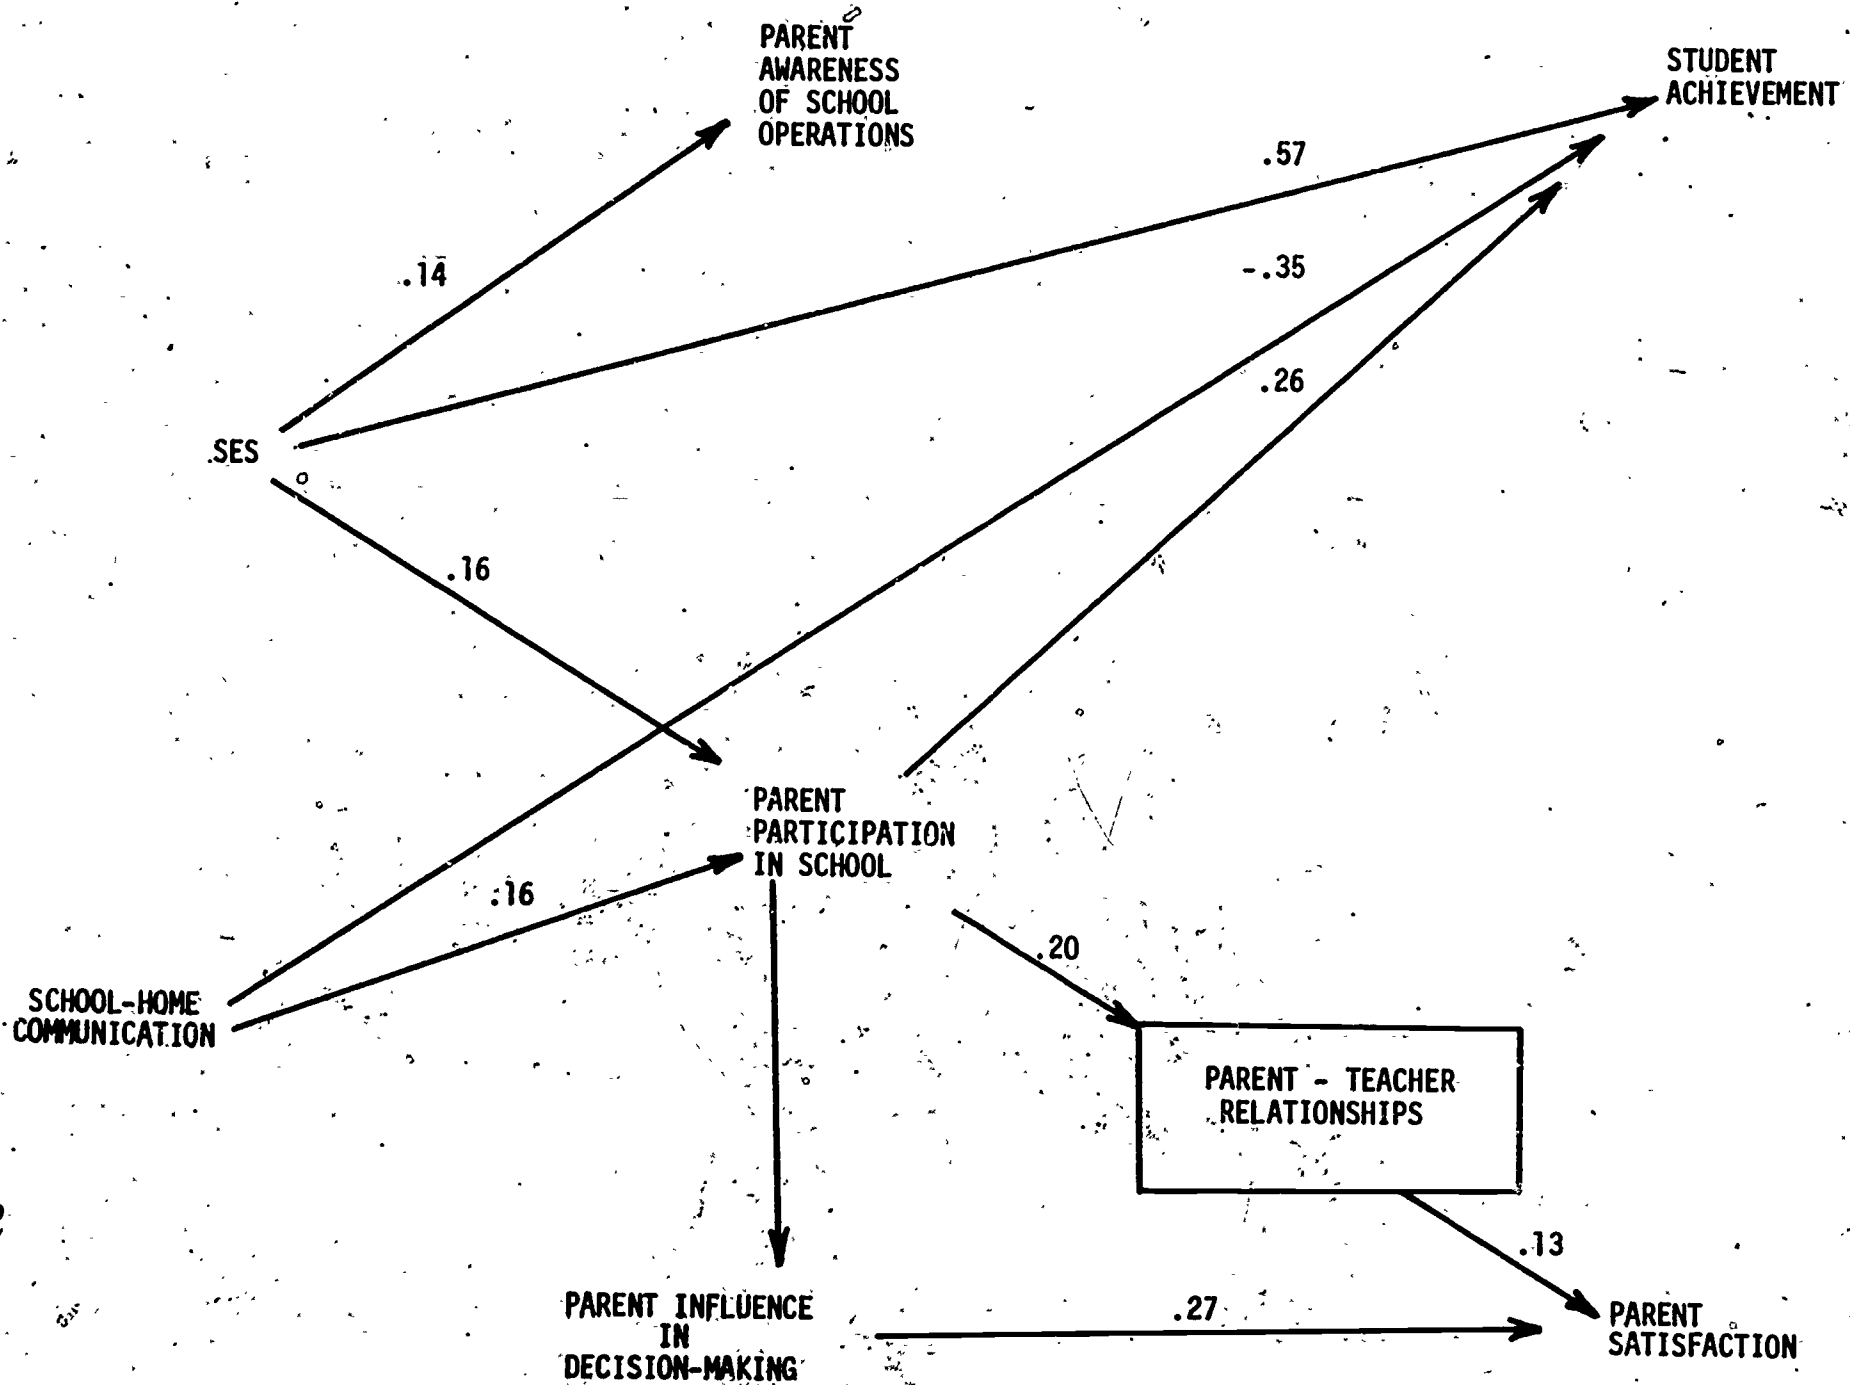 PARENT
AWARENESS
OF SCHOOL
OPERATIONS
STUDENT
ACHIEVEMENT
.57
.14
-.35
.26
SES
.16
PARENT
PARTICIPATION
IN SCHOOL
.16
.20
SCHOOL-HOME
COMMUNICATION
PARENT - TEACHER
RELATIONSHIPS
.13
PARENT INFLUENCE
IN
DECISION-MAKING
.27
PARENT
SATISFACTION